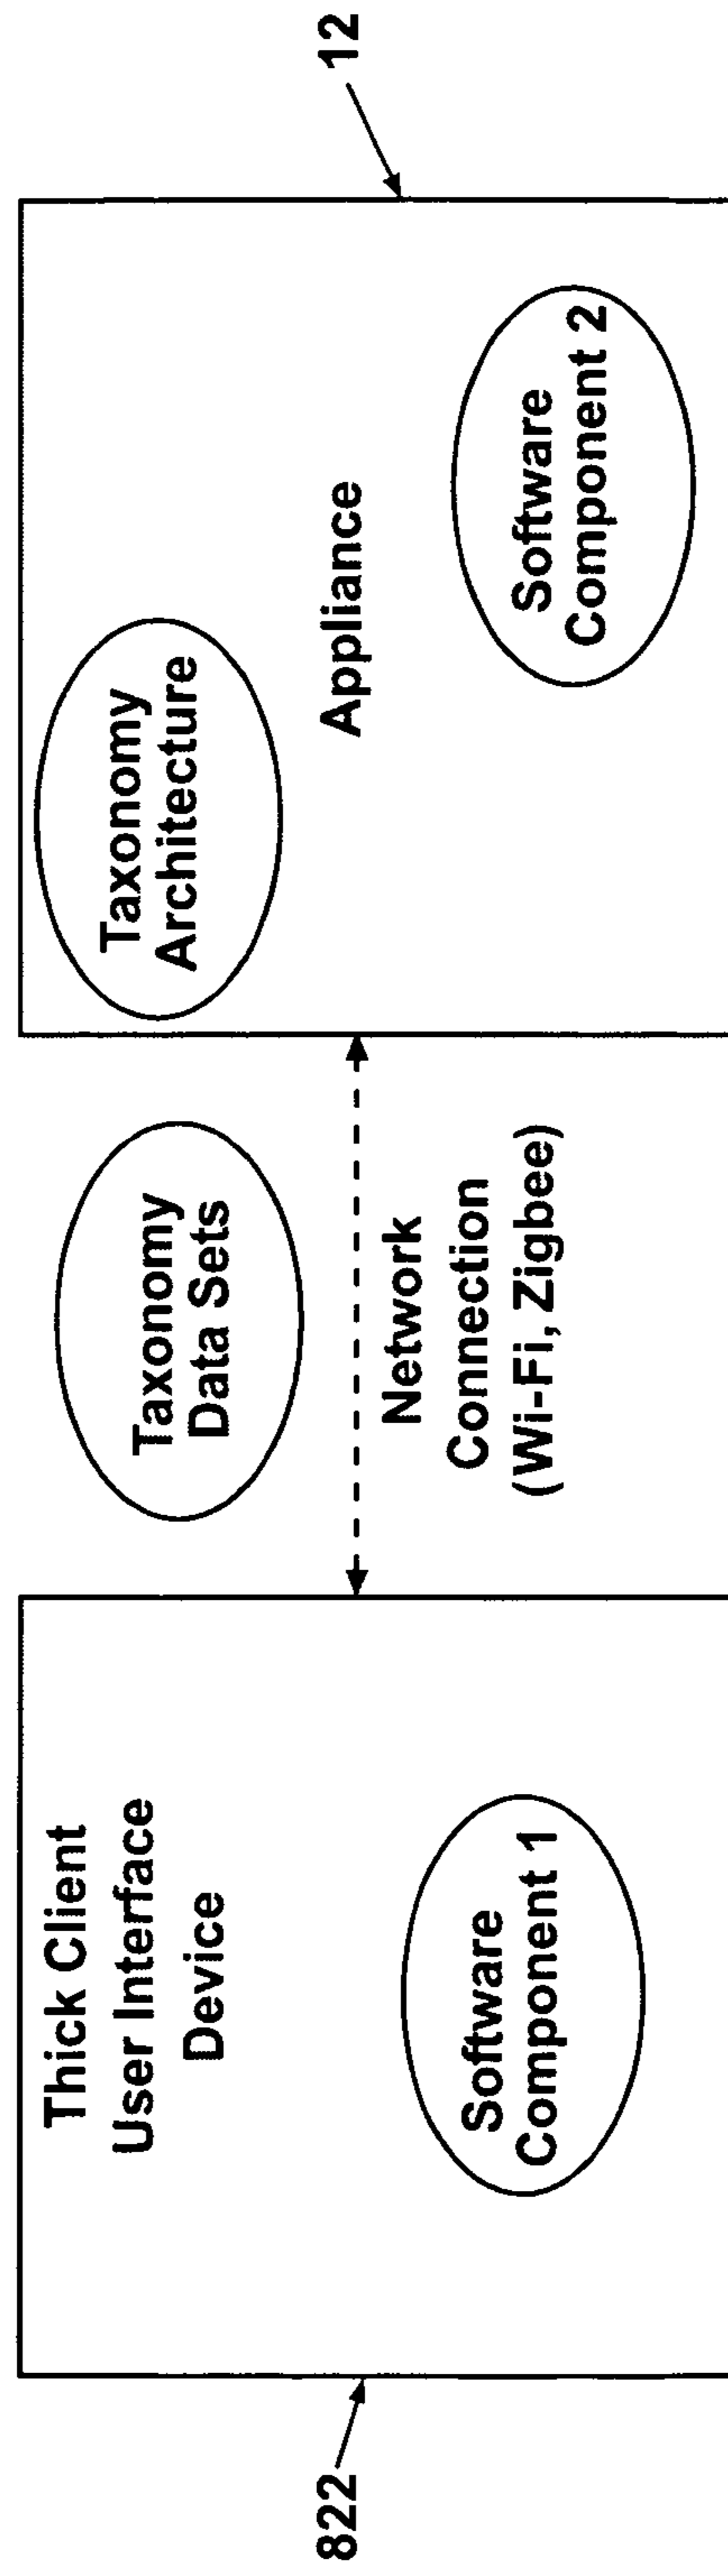 822
Thick Client
User Interface
Device
Software
Component 1
Taxonomy
Data Sets
Network
Connection
(Wi-Fi, Zigbee)
Taxonomy
Architecture
Appliance
Software
Component 2
12